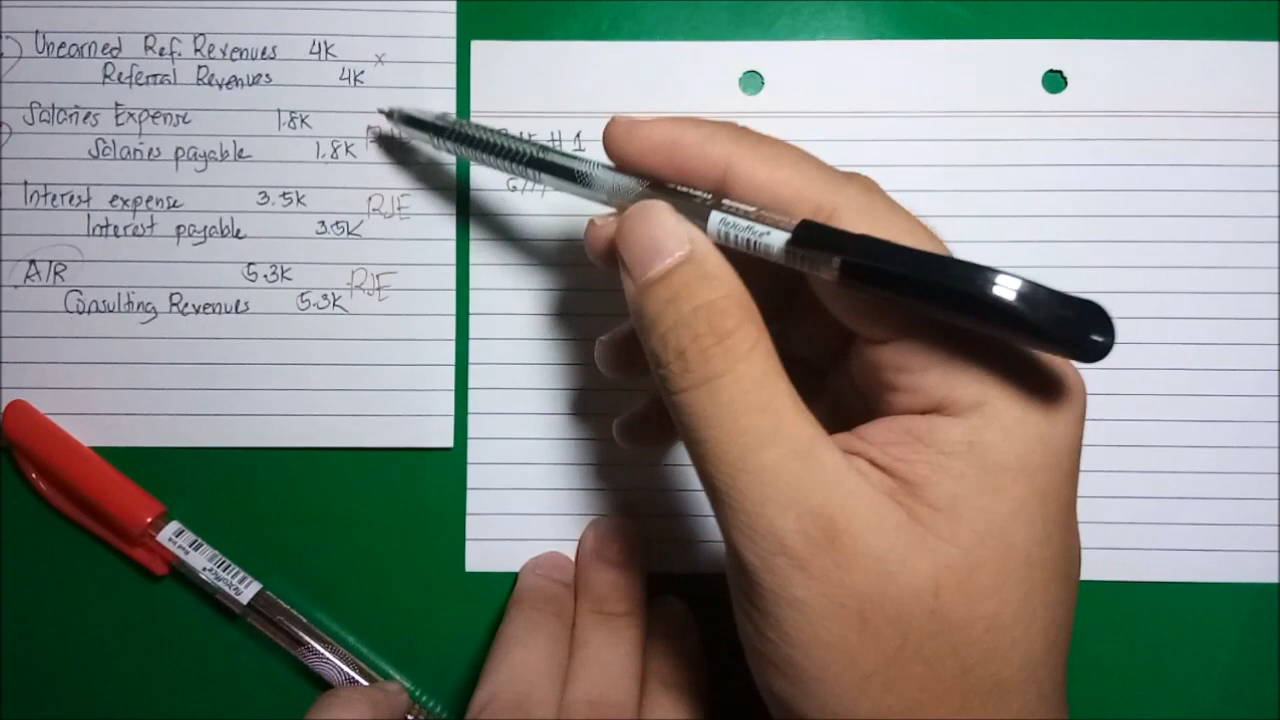 Unearned Ref. Revenues 4K x
Referral Revenues 4K
Salaries Expense 1.8K
Salaries payable 1.8K
Interest expense 3.5K RJE
Interest payable 3.5K
A/R 5.3K RJE
Consulting Revenues 5.3K
#1
flexoffice®
flexoffice®